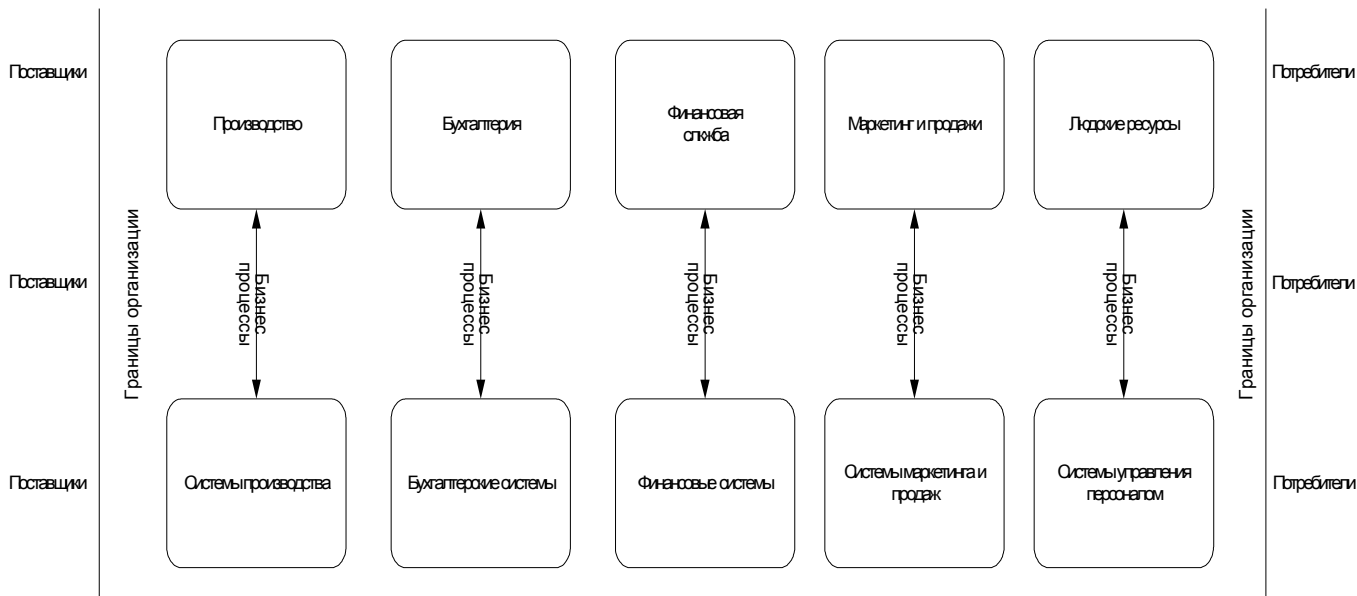 Поставщики
Производство
Бухгалтерия
Финансовая
служба
Маркетинг и продажи
Людские ресурсы
Потребители
Поставщики
Границы организации
Бизнес
процессы
Бизнес
процессы
Бизнес
процессы
Бизнес
процессы
Бизнес
процессы
Границы организации
Потребители
Поставщики
Системы производства
Бухгалтерские системы
Финансовые системы
Системы маркетинга и
продаж
Системы управления
персоналом
Потребители